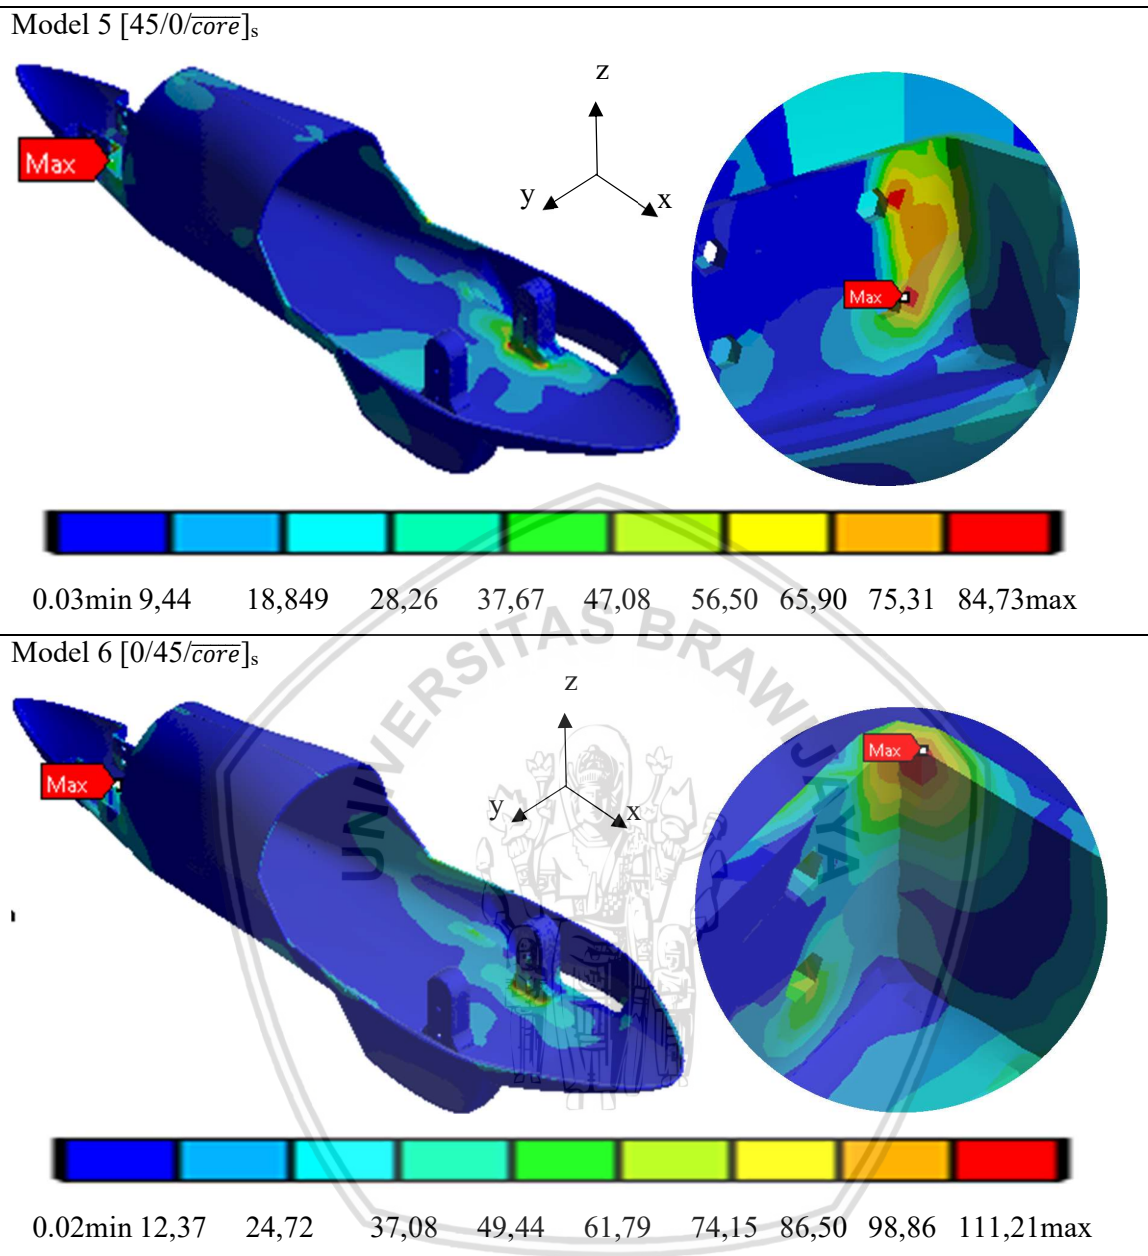 Model 5 [45/0/c̅o̅r̅e̅]ₛ
z
Max
y
x
Max
0.03min 9,44 18,849 28,26 37,67 47,08 56,50 65,90 75,31 84,73max
Model 6 [0/45/c̅o̅r̅e̅]ₛ
z
Max
Max
y
x
UNIVERSITAS BRAWIJAYA
0.02min 12,37 24,72 37,08 49,44 61,79 74,15 86,50 98,86 111,21max